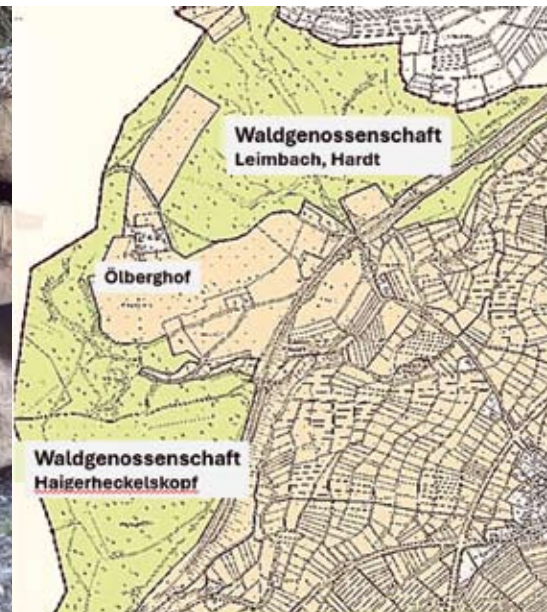 Waldgenossenschaft
Leimbach, Hardt
Ölberghof
Waldgenossenschaft
Haigerheckelskopf